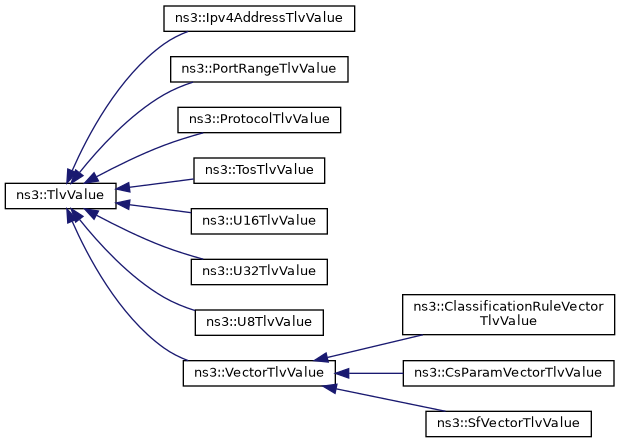 ns3::Ipv4AddressTlvValue
ns3::PortRangeTlvValue
ns3::ProtocolTlvValue
ns3::TosTlvValue
ns3::TlvValue
ns3::U16TlvValue
ns3::U32TlvValue
ns3::U8TlvValue
ns3::ClassificationRuleVector
TlvValue
ns3::VectorTlvValue
ns3::CsParamVectorTlvValue
ns3::SfVectorTlvValue